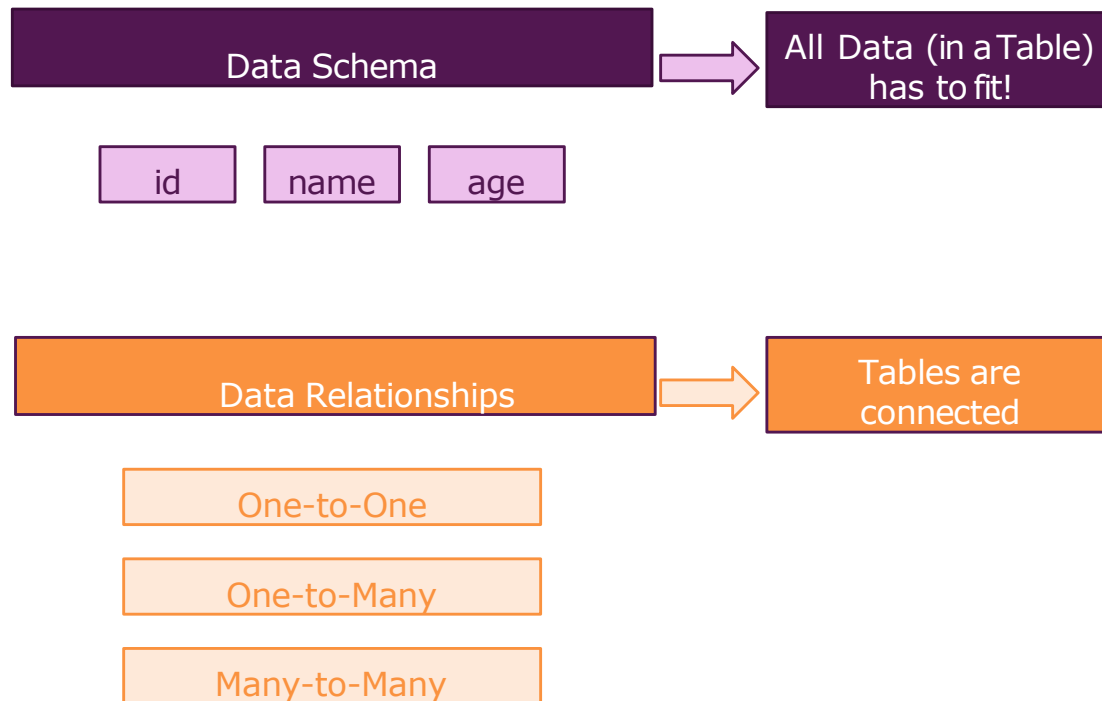 Data Schema
All Data (in a Table)
has to fit!
id
name
age
Data Relationships
Tables are
connected
One-to-One
One-to-Many
Many-to-Many